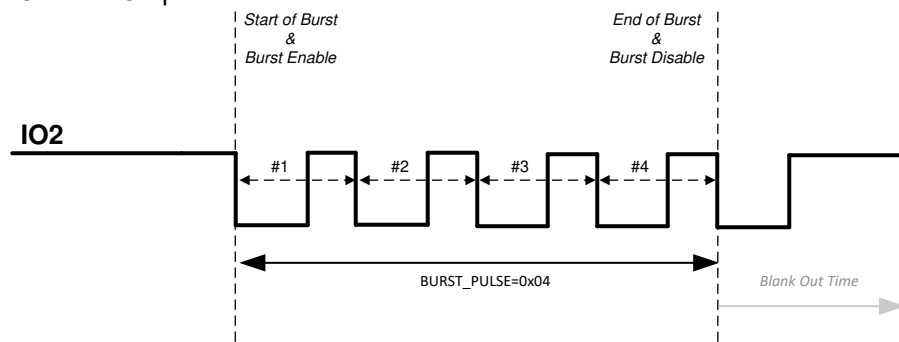 Start of Burst
&
Burst Enable
End of Burst
&
Burst Disable
IO2
#1
#2
#3
#4
BURST_PULSE=0x04
Blank Out Time